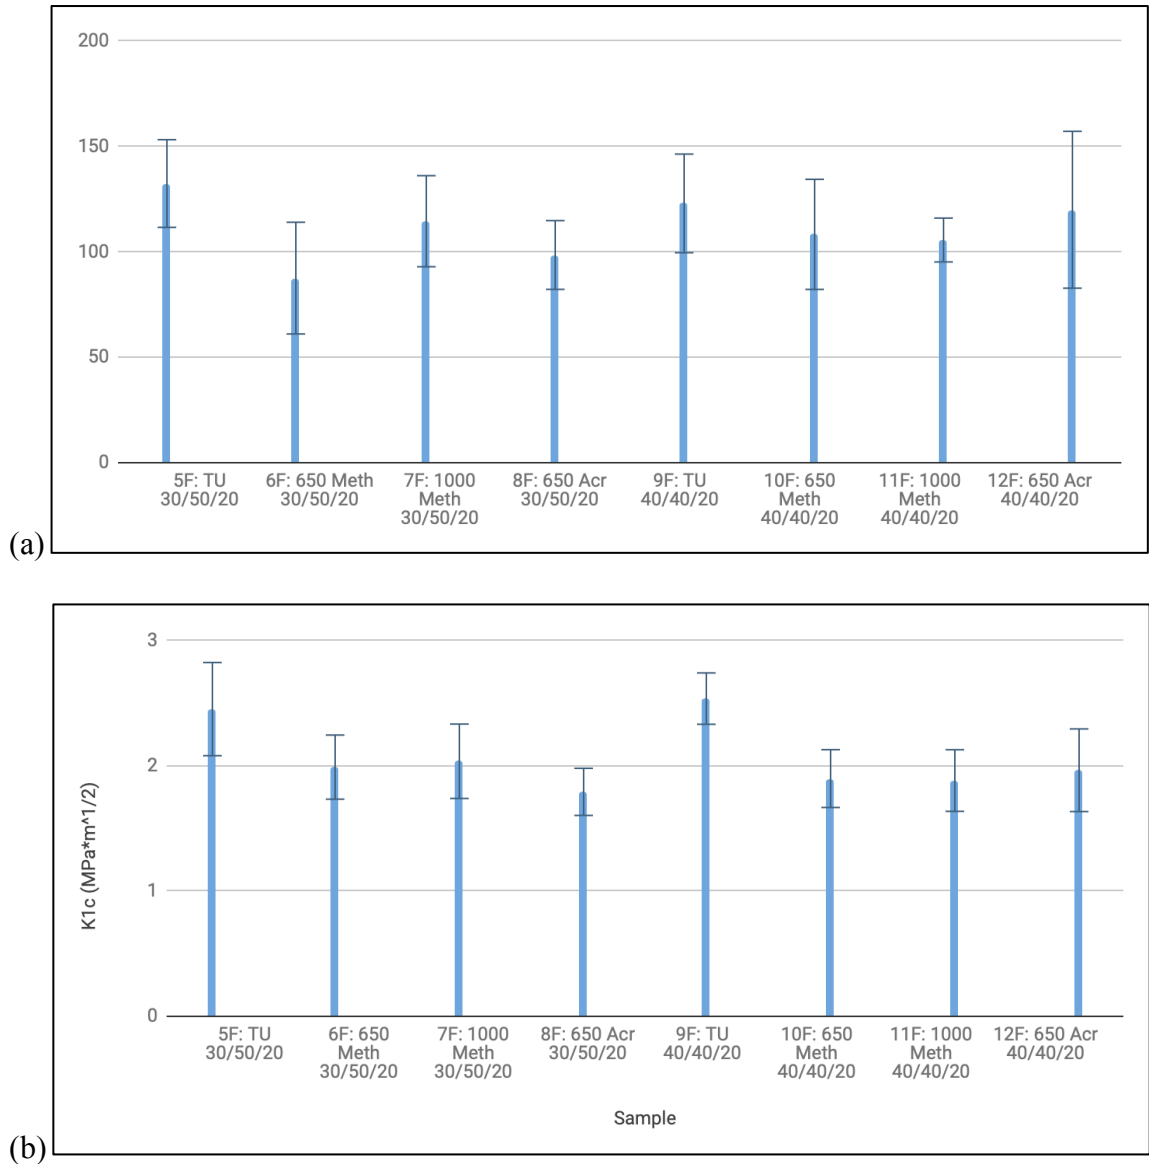 200
150
100
50
0
5F: TU 6F: 650 Meth 7F: 1000 8F: 650 Acr 9F: TU 10F: 650 11F: 1000 12F: 650 Acr
30/50/20 30/50/20 Meth 30/50/20 40/40/20 Meth Meth 40/40/20
30/50/20 40/40/20 40/40/20
(a)
3
2
1
0
K1c (MPa*m^1/2)
5F: TU 6F: 650 7F: 1000 8F: 650 Acr 9F: TU 10F: 650 11F: 1000 12F: 650 Acr
30/50/20 Meth Meth 30/50/20 40/40/20 Meth Meth 40/40/20
30/50/20 30/50/20 40/40/20 40/40/20
Sample
(b)